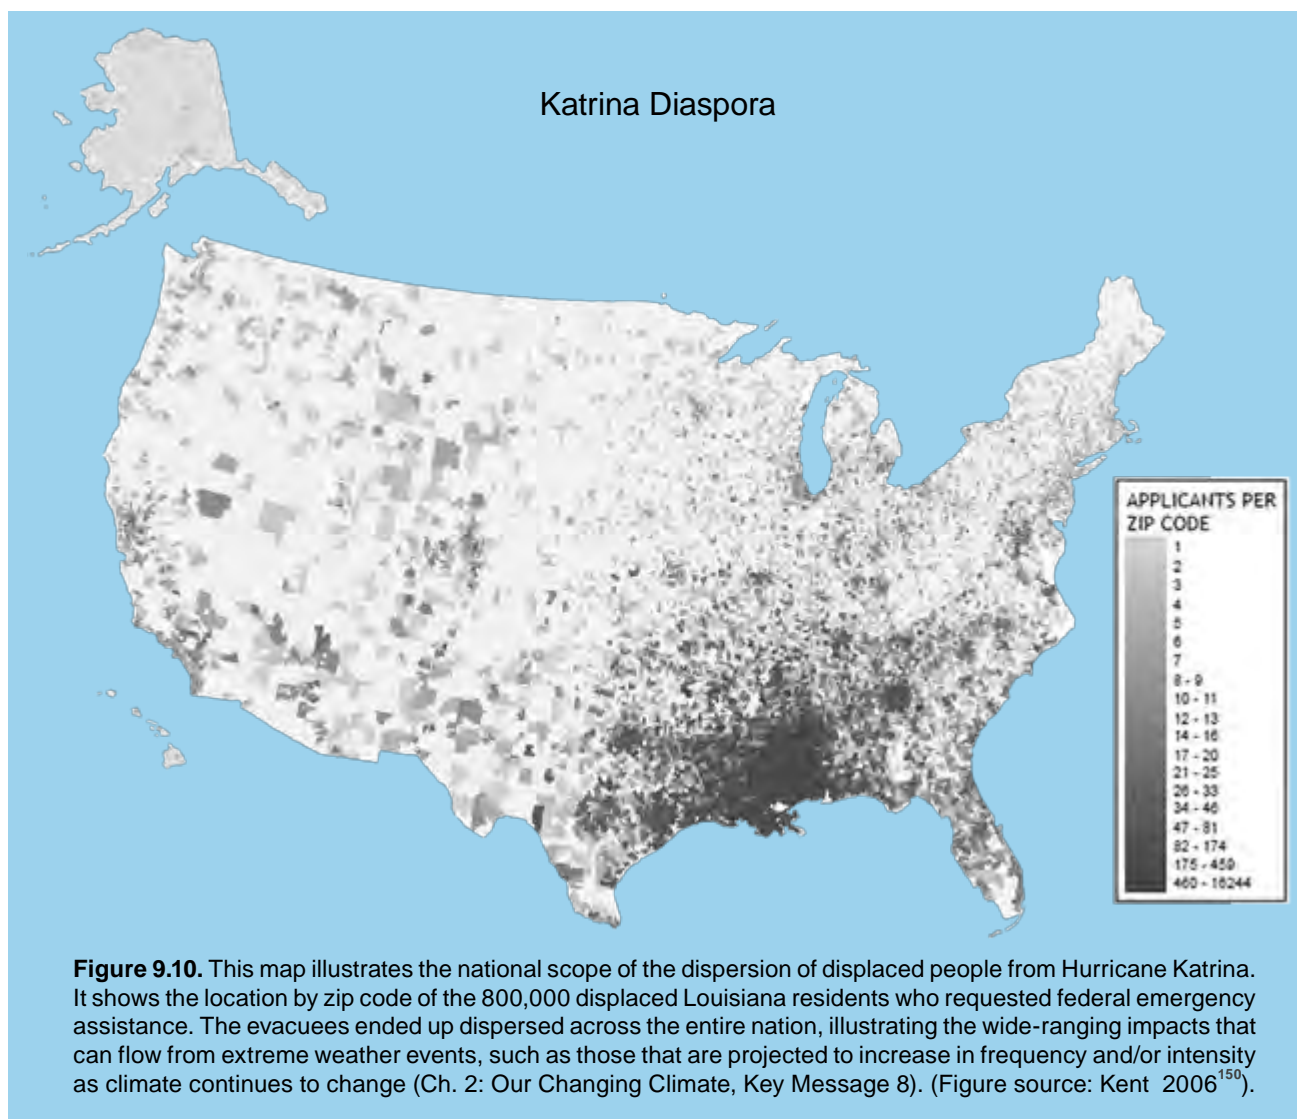 Katrina Diaspora
APPLICANTS PER
ZIP CODE
1
2
3
4
5
6
7
8 - 9
10 - 11
12 - 13
14 - 16
17 - 20
21 - 25
26 - 33
34 - 46
47 - 81
82 - 174
175 - 459
460 - 16244
Figure 9.10. This map illustrates the national scope of the dispersion of displaced people from Hurricane Katrina.
It shows the location by zip code of the 800,000 displaced Louisiana residents who requested federal emergency
assistance. The evacuees ended up dispersed across the entire nation, illustrating the wide-ranging impacts that
can flow from extreme weather events, such as those that are projected to increase in frequency and/or intensity
as climate continues to change (Ch. 2: Our Changing Climate, Key Message 8). (Figure source: Kent 2006150).